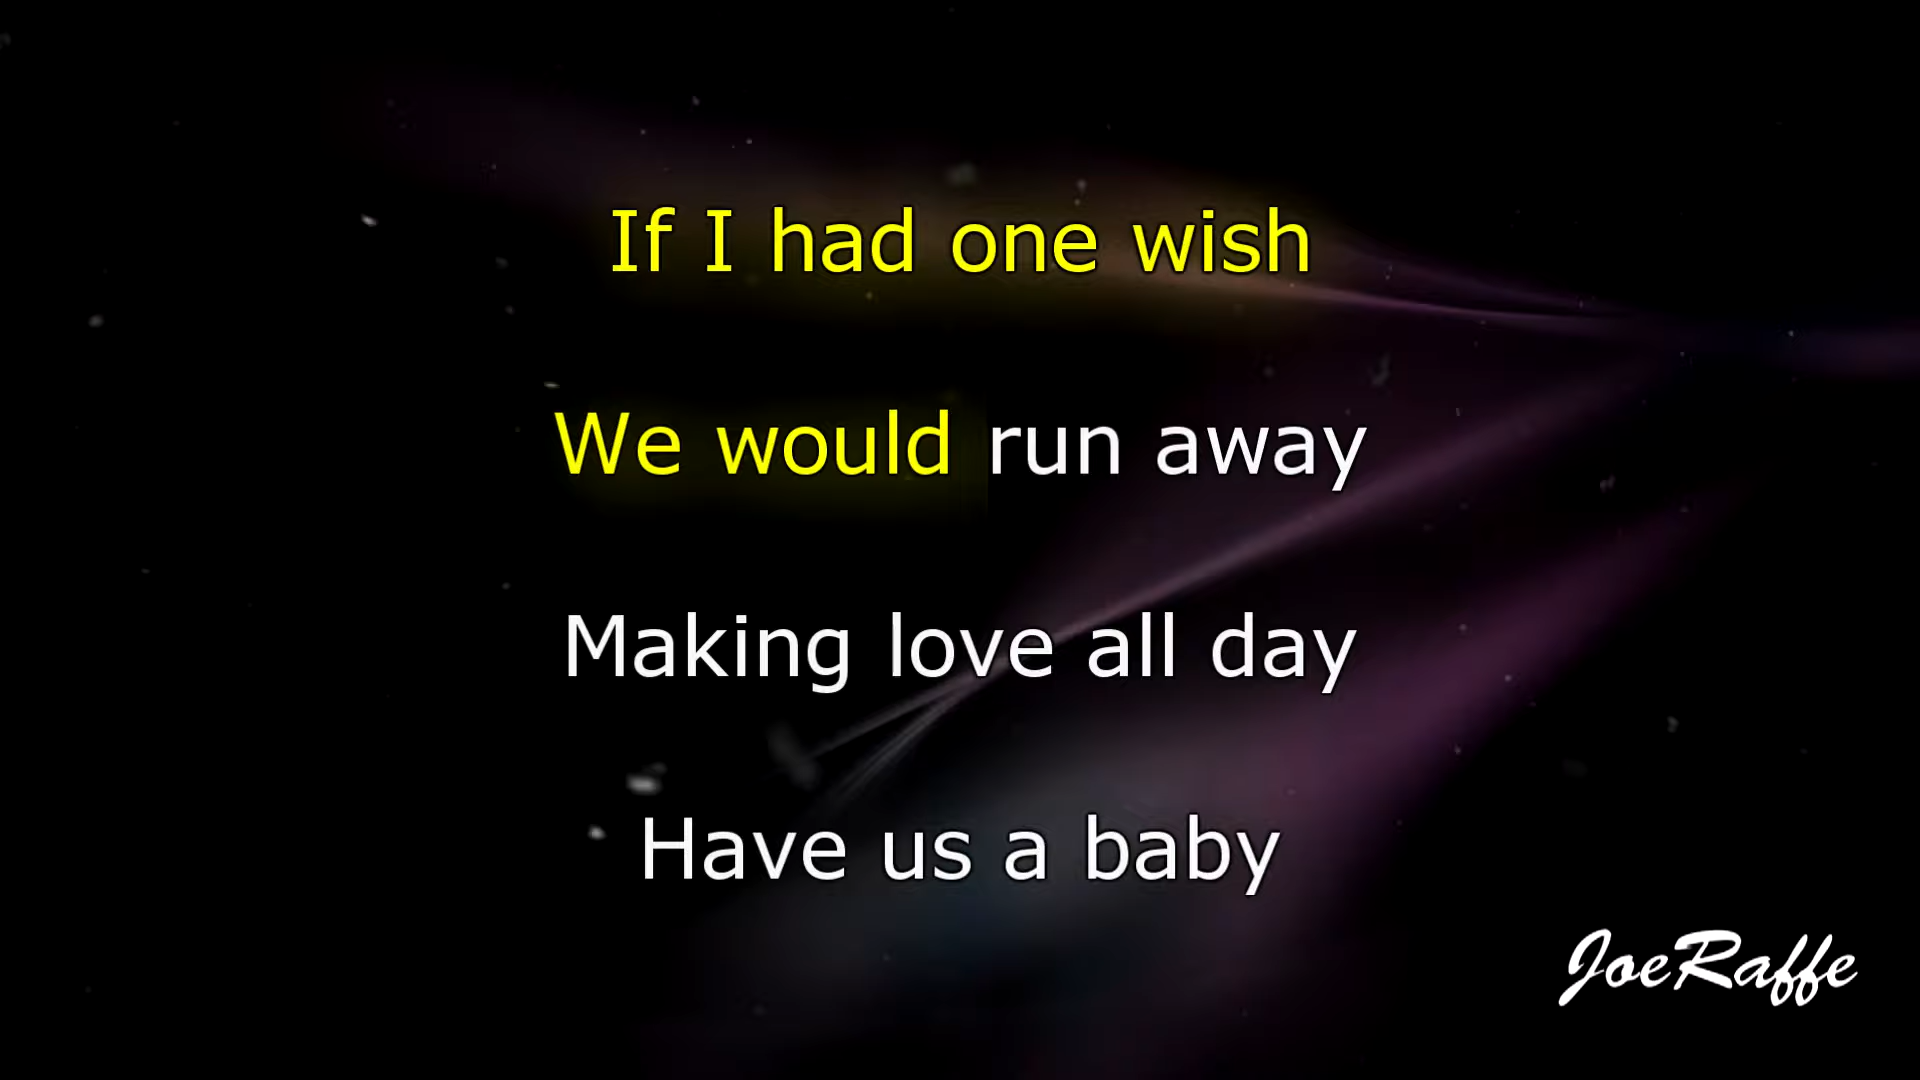 If I had one wish
We would run away
Making love all day
Have us a baby
JoeRaffe